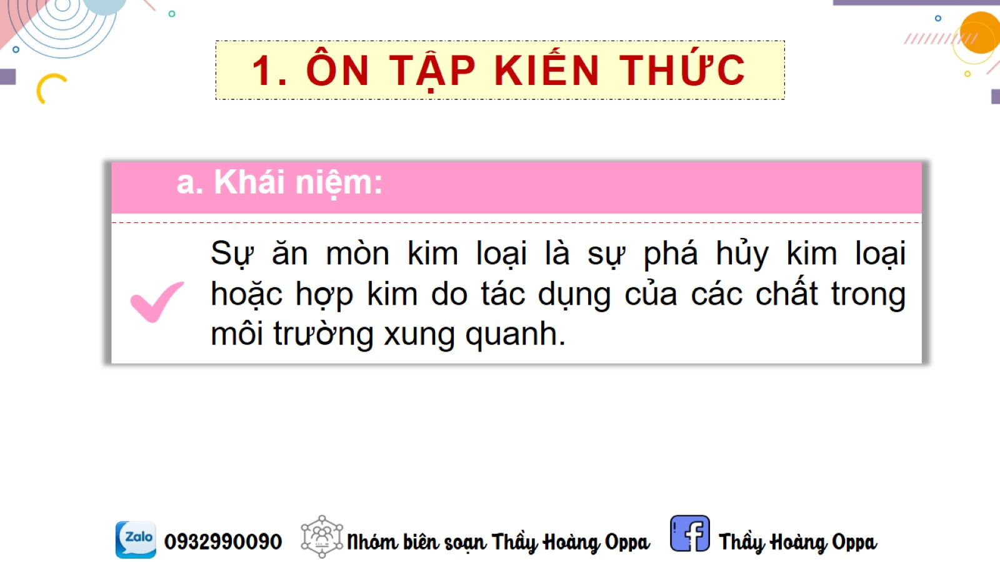 1. ÔN TẬP KIẾN THỨC
a. Khái niệm:
Sự ăn mòn kim loại là sự phá hủy kim loại
hoặc hợp kim do tác dụng của các chất trong
môi trường xung quanh.
Zalo 0932990090 Nhóm biên soạn Thầy Hoàng Oppa Thầy Hoàng Oppa